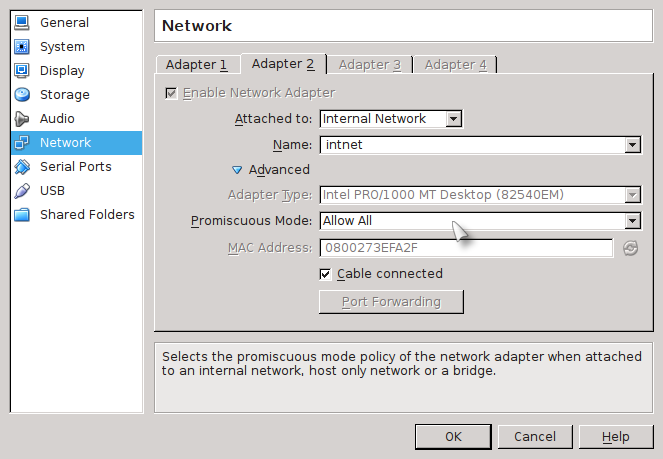 General
System
Display
Storage
Audio
Network
Serial Ports
USB
Shared Folders
Network
Adapter 1 Adapter 2 Adapter 3 Adapter 4
Enable Network Adapter
Attached to: Internal Network
Name: intnet
Advanced
Adapter Type: Intel PRO/1000 MT Desktop (82540EM)
Promiscuous Mode: Allow All
MAC Address: 0800273EFA2F
Cable connected
Port Forwarding
Selects the promiscuous mode policy of the network adapter when attached
to an internal network, host only network or a bridge.
OK Cancel Help